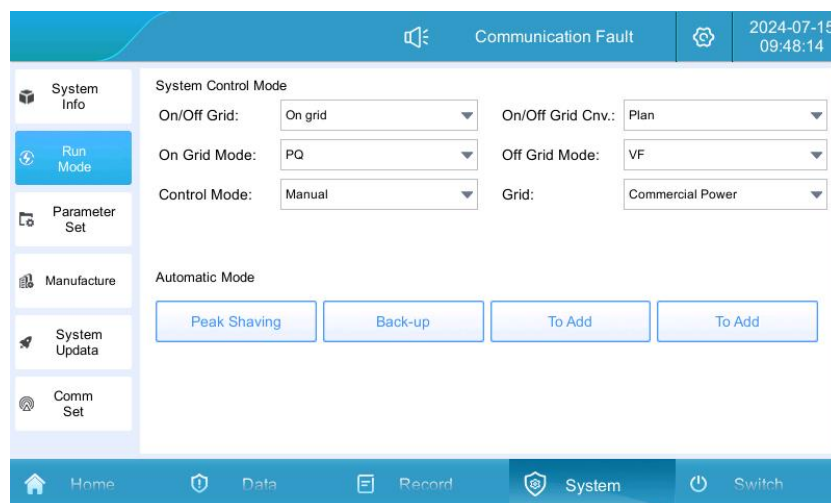 Communication Fault
2024-07-15
09:48:14
System
Info
Run
Mode
Parameter
Set
Manufacture
System
Updata
Comm
Set
System Control Mode
On/Off Grid: On grid On/Off Grid Cnv.: Plan
On Grid Mode: PQ Off Grid Mode: VF
Control Mode: Manual Grid: Commercial Power
Automatic Mode
Peak Shaving Back-up To Add To Add
Home Data Record System Switch